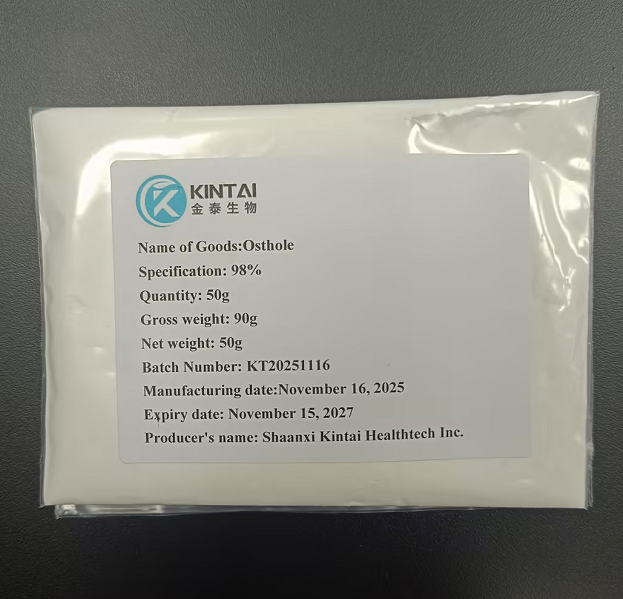 KINTAI
金泰生物
Name of Goods:Osthole
Specification: 98%
Quantity: 50g
Gross weight: 90g
Net weight: 50g
Batch Number: KT20251116
Manufacturing date:November 16, 2025
Expiry date: November 15, 2027
Producer's name: Shaanxi Kintai Healthtech Inc.